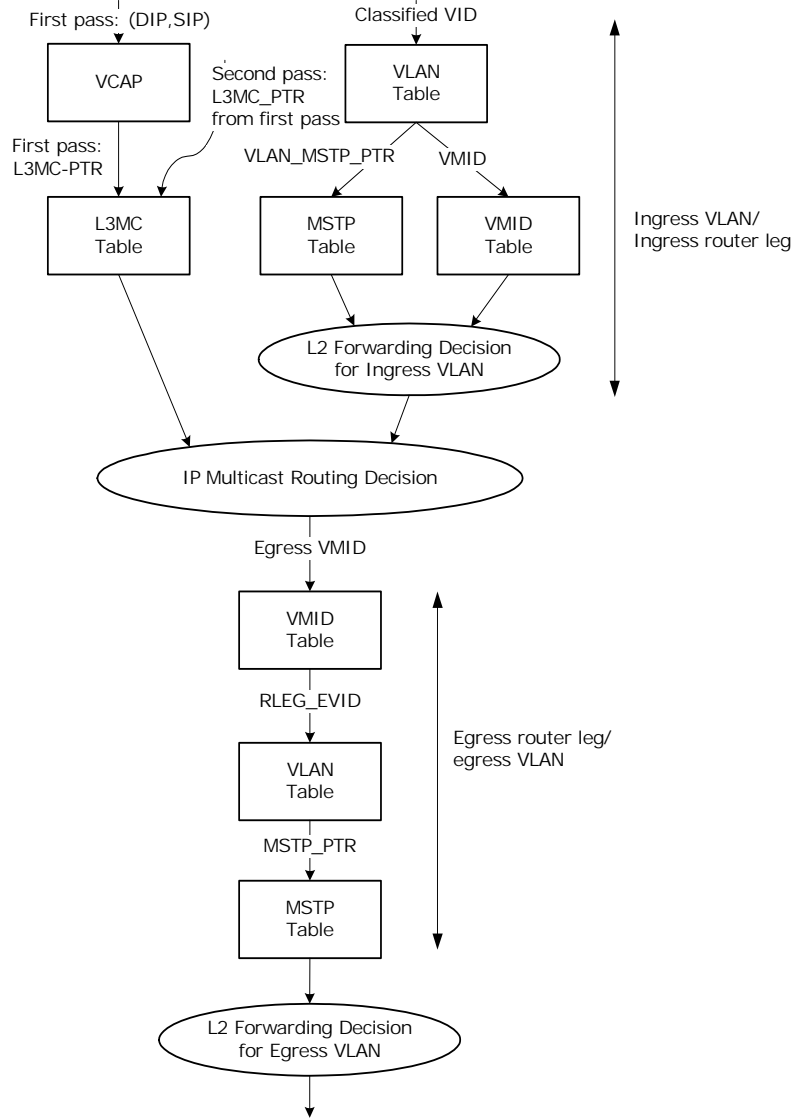 First pass: (DIP,SIP)
Classified VID
VCAP
Second pass:
L3MC_PTR
from first pass
VLAN
Table
First pass:
L3MC-PTR
VLAN_MSTP_PTR
VMID
L3MC
Table
MSTP
Table
VMID
Table
Ingress VLAN/
Ingress router leg
L2 Forwarding Decision
for Ingress VLAN
IP Multicast Routing Decision
Egress VMID
VMID
Table
RLEG_EVID
Egress router leg/
egress VLAN
VLAN
Table
MSTP_PTR
MSTP
Table
L2 Forwarding Decision
for Egress VLAN